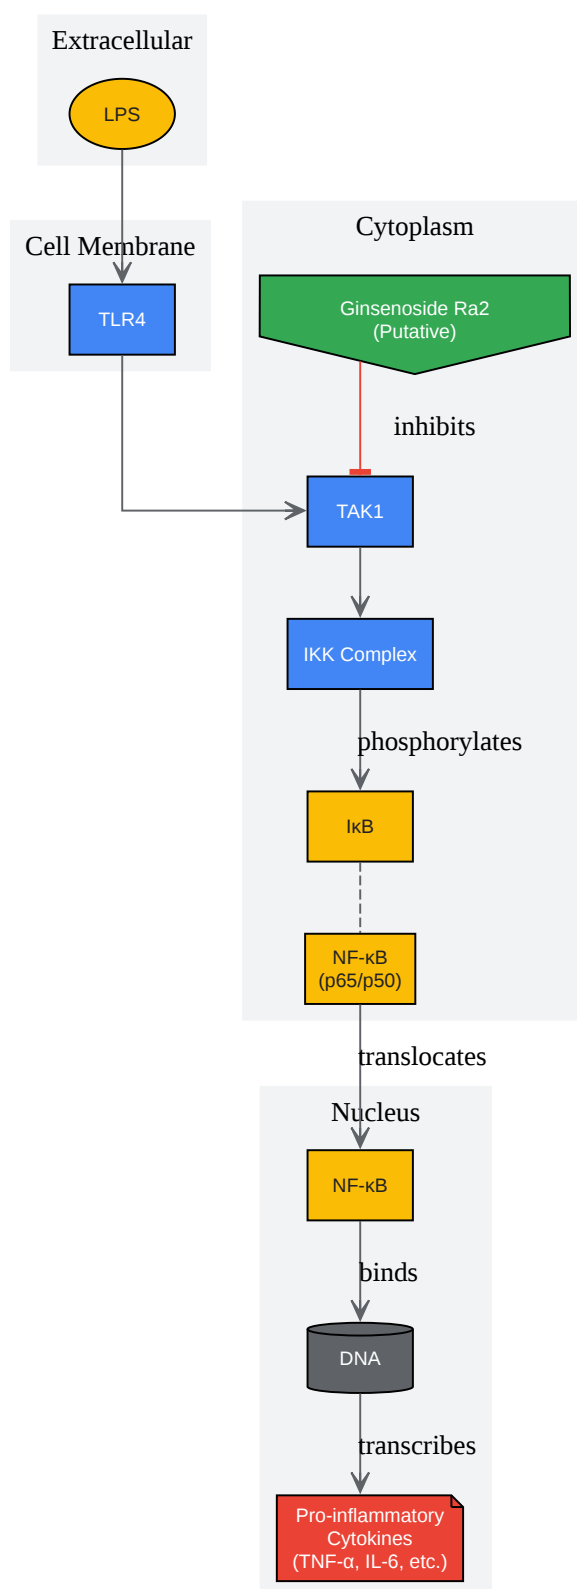 Extracellular
LPS
Cell Membrane
TLR4
Cytoplasm
Ginsenoside Ra2
(Putative)
inhibits
TAK1
IKK Complex
phosphorylates
IκB
NF-κB
(p65/p50)
translocates
Nucleus
NF-κB
binds
DNA
transcribes
Pro-inflammatory
Cytokines
(TNF-α, IL-6, etc.)